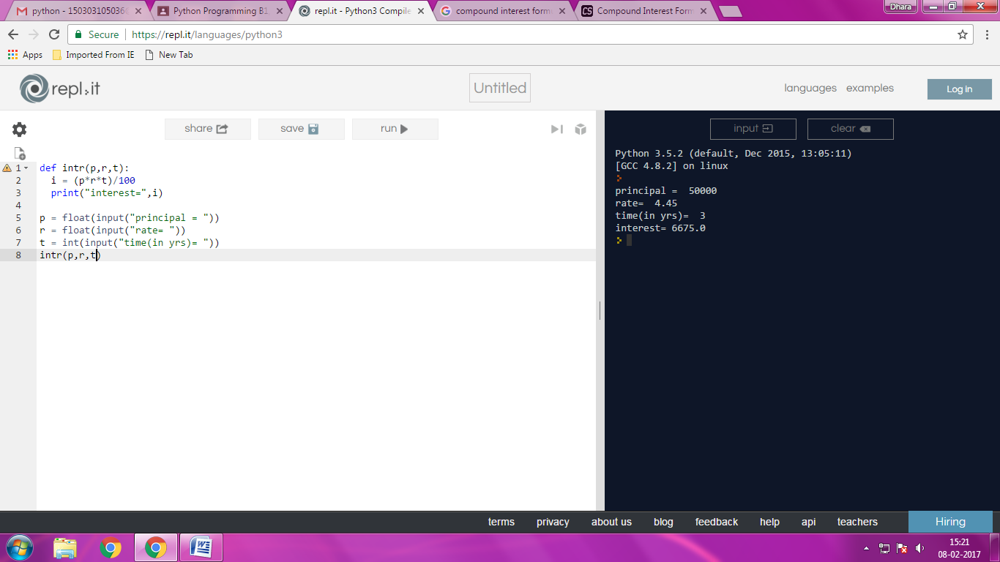 Dhara
python - 150303105036@
Python Programming B1
repl.it - Python3 Compile
compound interest form
CS Compound Interest Form
Secure https://repl.it/languages/python3
Apps Imported From IE New Tab
repl.it
Untitled
languages examples Log in
share save run
input clear
1 def intr(p,r,t):
2 i = (p*r*t)/100
3 print("interest=",i)
4
5 p = float(input("principal = "))
6 r = float(input("rate= "))
7 t = int(input("time(in yrs)= "))
8 intr(p,r,t)
Python 3.5.2 (default, Dec 2015, 13:05:11)
[GCC 4.8.2] on linux
principal =  50000
rate=  4.45
time(in yrs)=  3
interest= 6675.0
terms privacy about us blog feedback help api teachers Hiring
15:21
08-02-2017